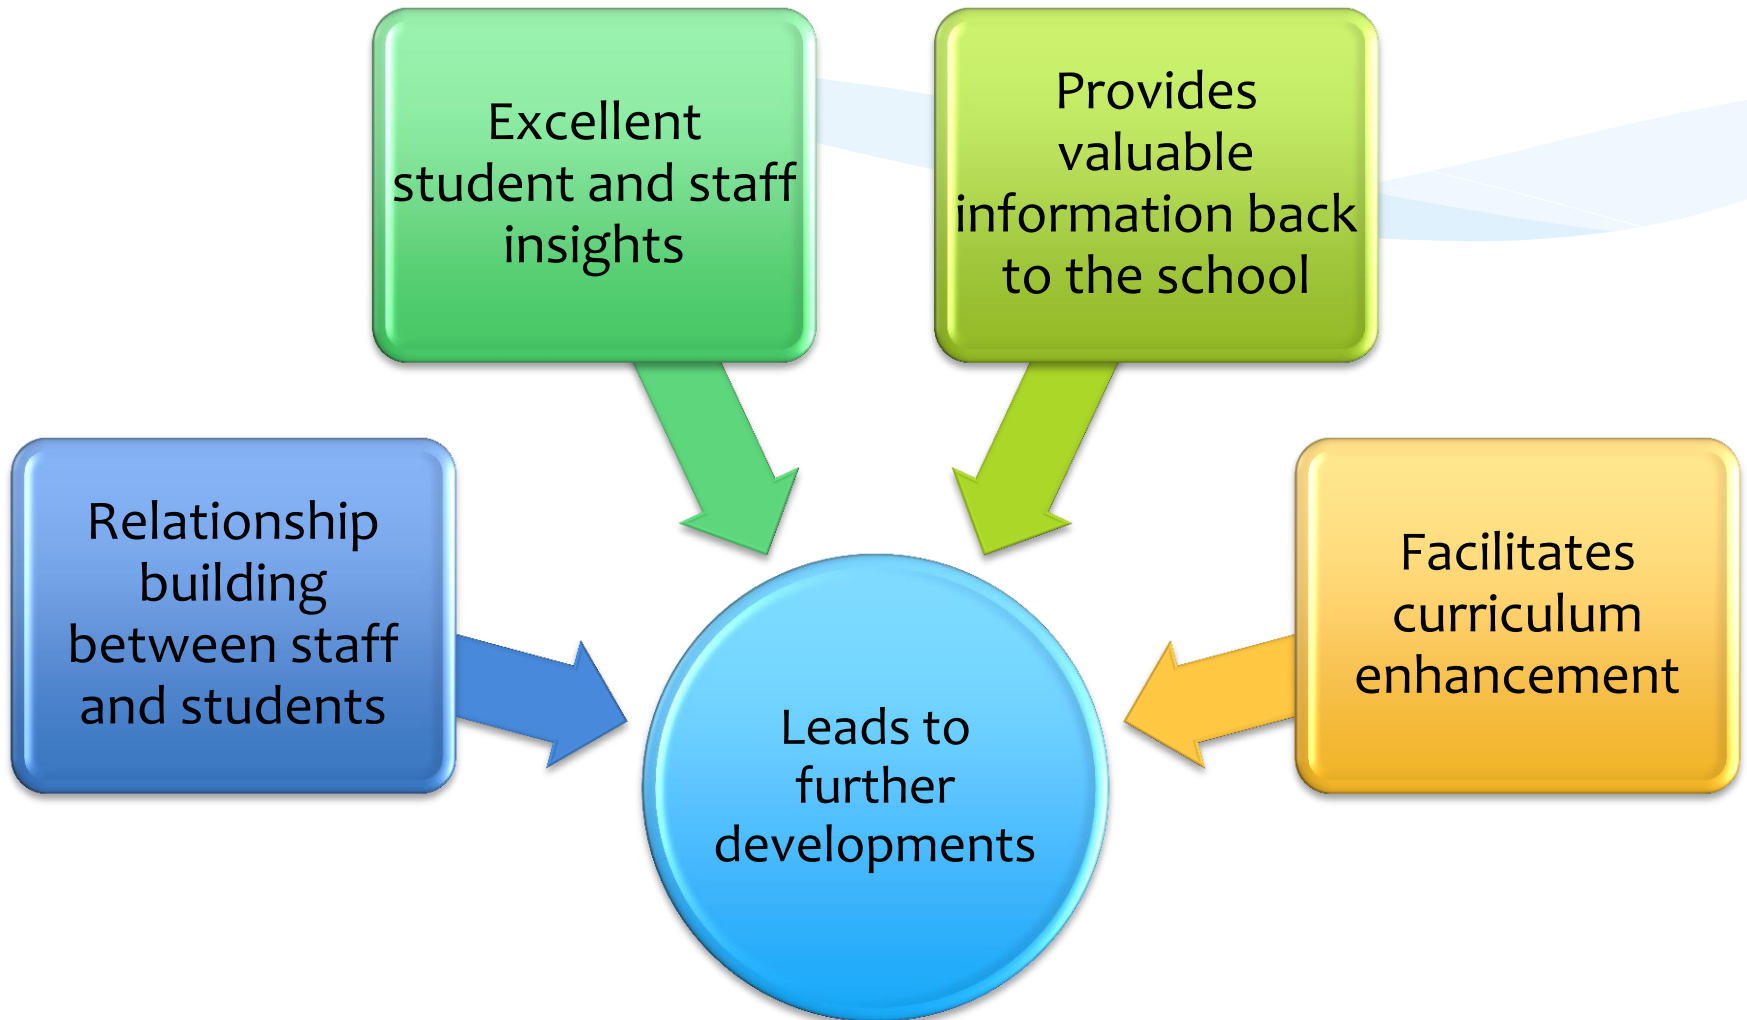 Excellent
student and staff
insights
Provides
valuable
information back
to the school
Relationship
building
between staff
and students
Facilitates
curriculum
enhancement
Leads to
further
developments